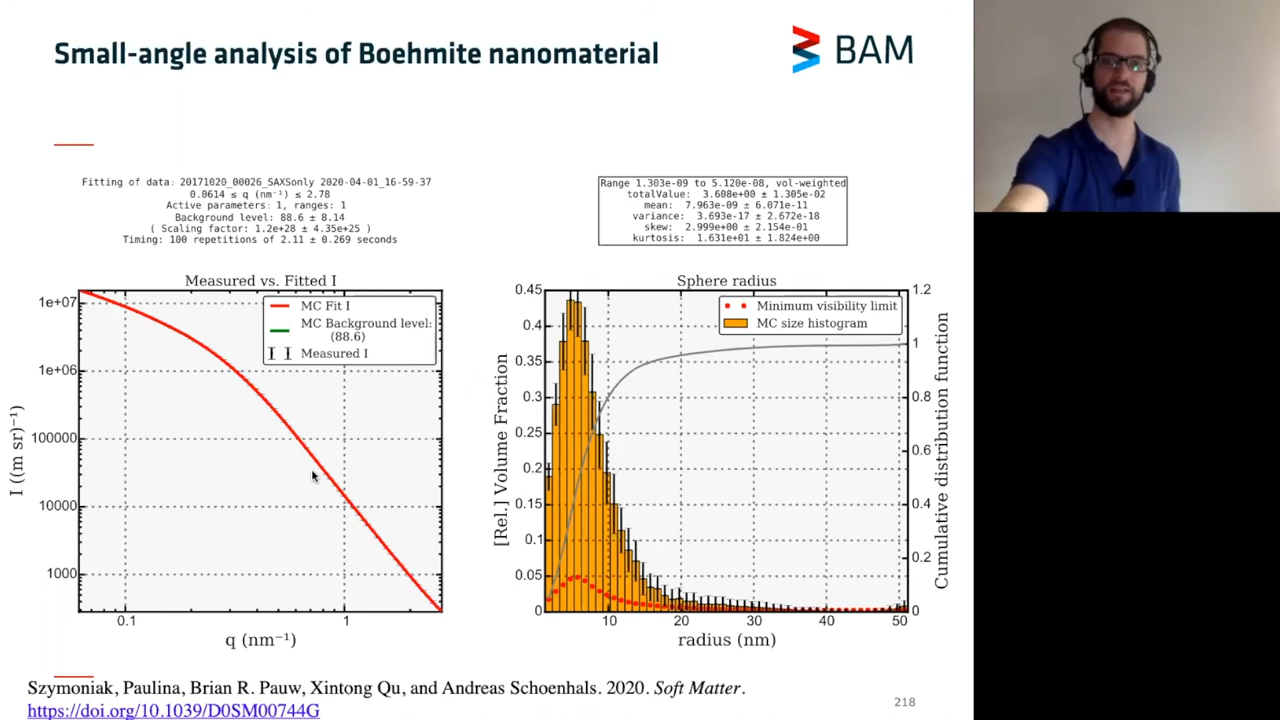 Small-angle analysis of Boehmite nanomaterial
BAM
Fitting of data: 20171020_00026_SAXSonly 2020-04-01_16-59-37
0.0614 ≤ q (nm⁻¹) ≤ 2.78
Active parameters: 1, ranges: 1
Background level: 88.6 ± 8.14
( Scaling factor: 1.2e+28 ± 4.35e+25 )
Timing: 100 repetitions of 2.11 ± 0.269 seconds
Range 1.303e-09 to 5.120e-08, vol-weighted
totalValue: 3.608e+00 ± 1.305e-02
mean: 7.963e-09 ± 6.071e-11
variance: 3.693e-17 ± 2.672e-18
skew: 2.999e+00 ± 2.154e-01
kurtosis: 1.631e+01 ± 1.824e+00
Measured vs. Fitted I
MC Fit I
MC Background level:
(88.6)
Measured I
1e+07
1e+06
100000
10000
1000
I ((m sr)⁻¹)
0.1 1
q (nm⁻¹)
Sphere radius
Minimum visibility limit
MC size histogram
0.45
0.4
0.35
0.3
0.25
0.2
0.15
0.1
0.05
0
[Rel.] Volume Fraction
10 20 30 40 50
radius (nm)
1.2
1
0.8
0.6
0.4
0.2
0
Cumulative distribution function
Szymoniak, Paulina, Brian R. Pauw, Xintong Qu, and Andreas Schoenhals. 2020. Soft Matter.
https://doi.org/10.1039/D0SM00744G
218